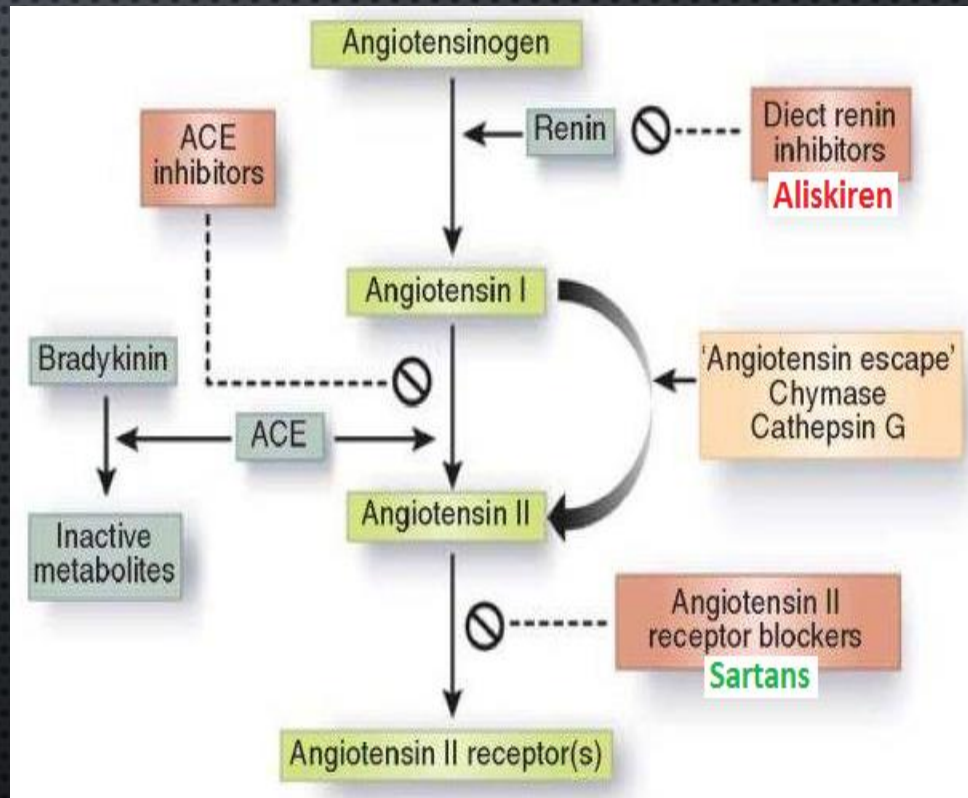 Angiotensinogen
Renin
Diect renin
inhibitors
Aliskiren
ACE
inhibitors
Angiotensin I
Bradykinin
'Angiotensin escape'
Chymase
Cathepsin G
ACE
Angiotensin II
Inactive
metabolites
Angiotensin II
receptor blockers
Sartans
Angiotensin II receptor(s)